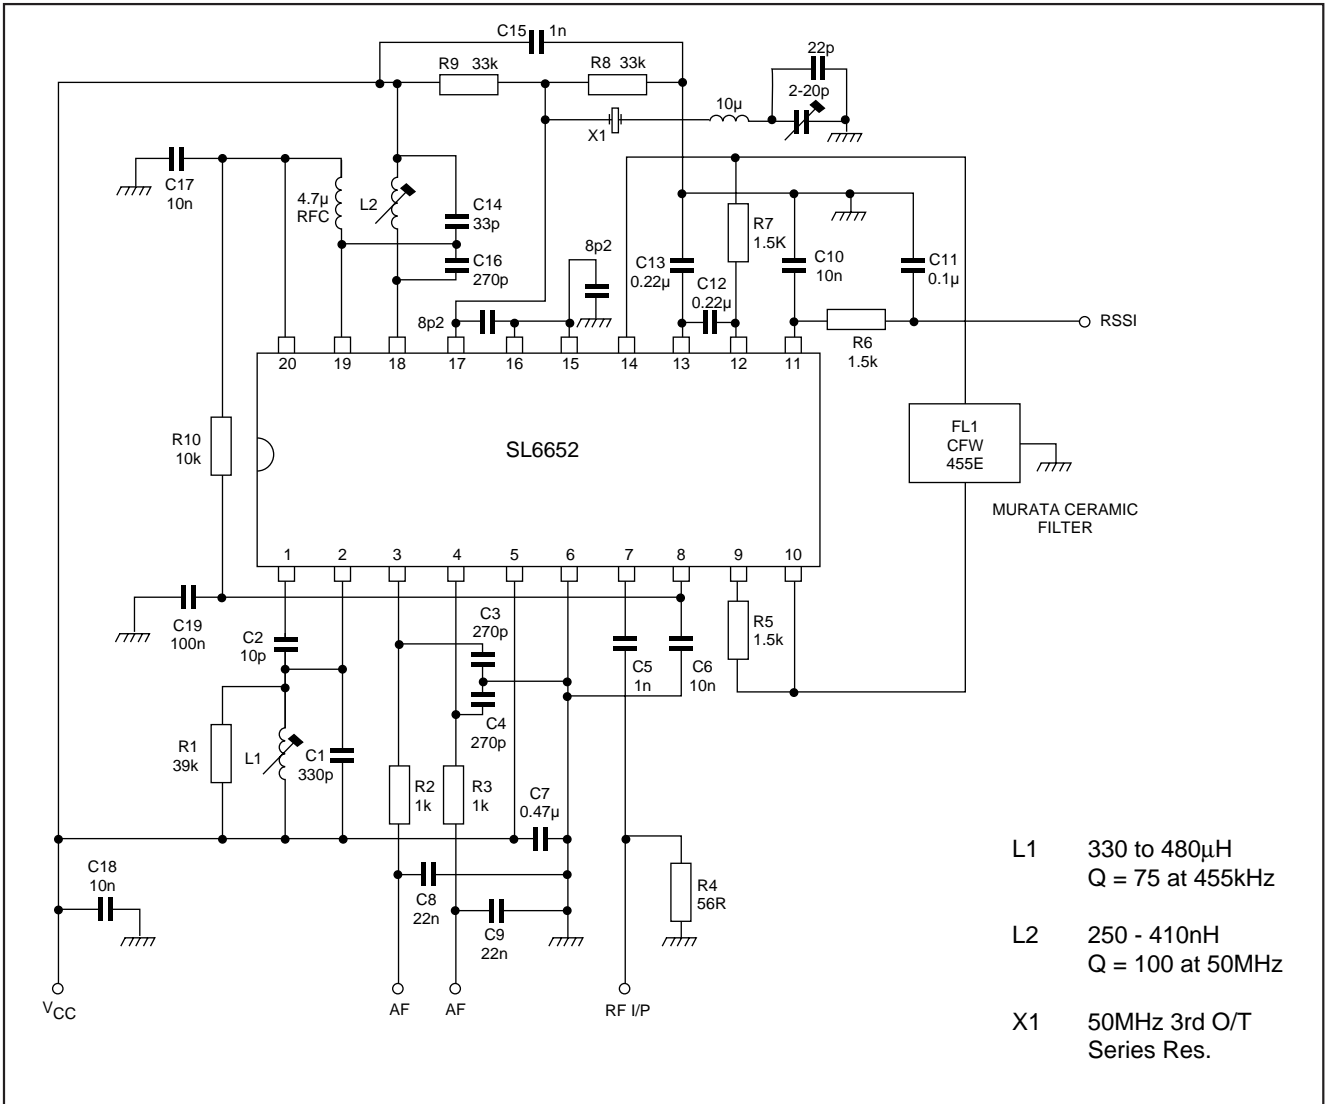 C15 1n
R9 33k
R8 33k
22p
2-20p
10µ
X1
C17
10n
4.7µ
RFC
L2
C14
33p
C16
270p
8p2
8p2
R7
1.5K
C13
0.22µ
C12
0.22µ
C10
10n
C11
0.1µ
R6
1.5k
RSSI
20 19 18 17 16 15 14 13 12 11
R10
10k
SL6652
FL1
CFW
455E
MURATA CERAMIC
FILTER
1 2 3 4 5 6 7 8 9 10
C19
100n
C2
10p
C3
270p
C4
270p
C5
1n
C6
10n
R5
1.5k
R1
39k
L1
C1
330p
R2
1k
R3
1k
C7
0.47µ
C18
10n
C8
22n
C9
22n
R4
56R
VCC
AF
AF
RF I/P
L1 330 to 480µH
Q = 75 at 455kHz
L2 250 - 410nH
Q = 100 at 50MHz
X1 50MHz 3rd O/T
Series Res.